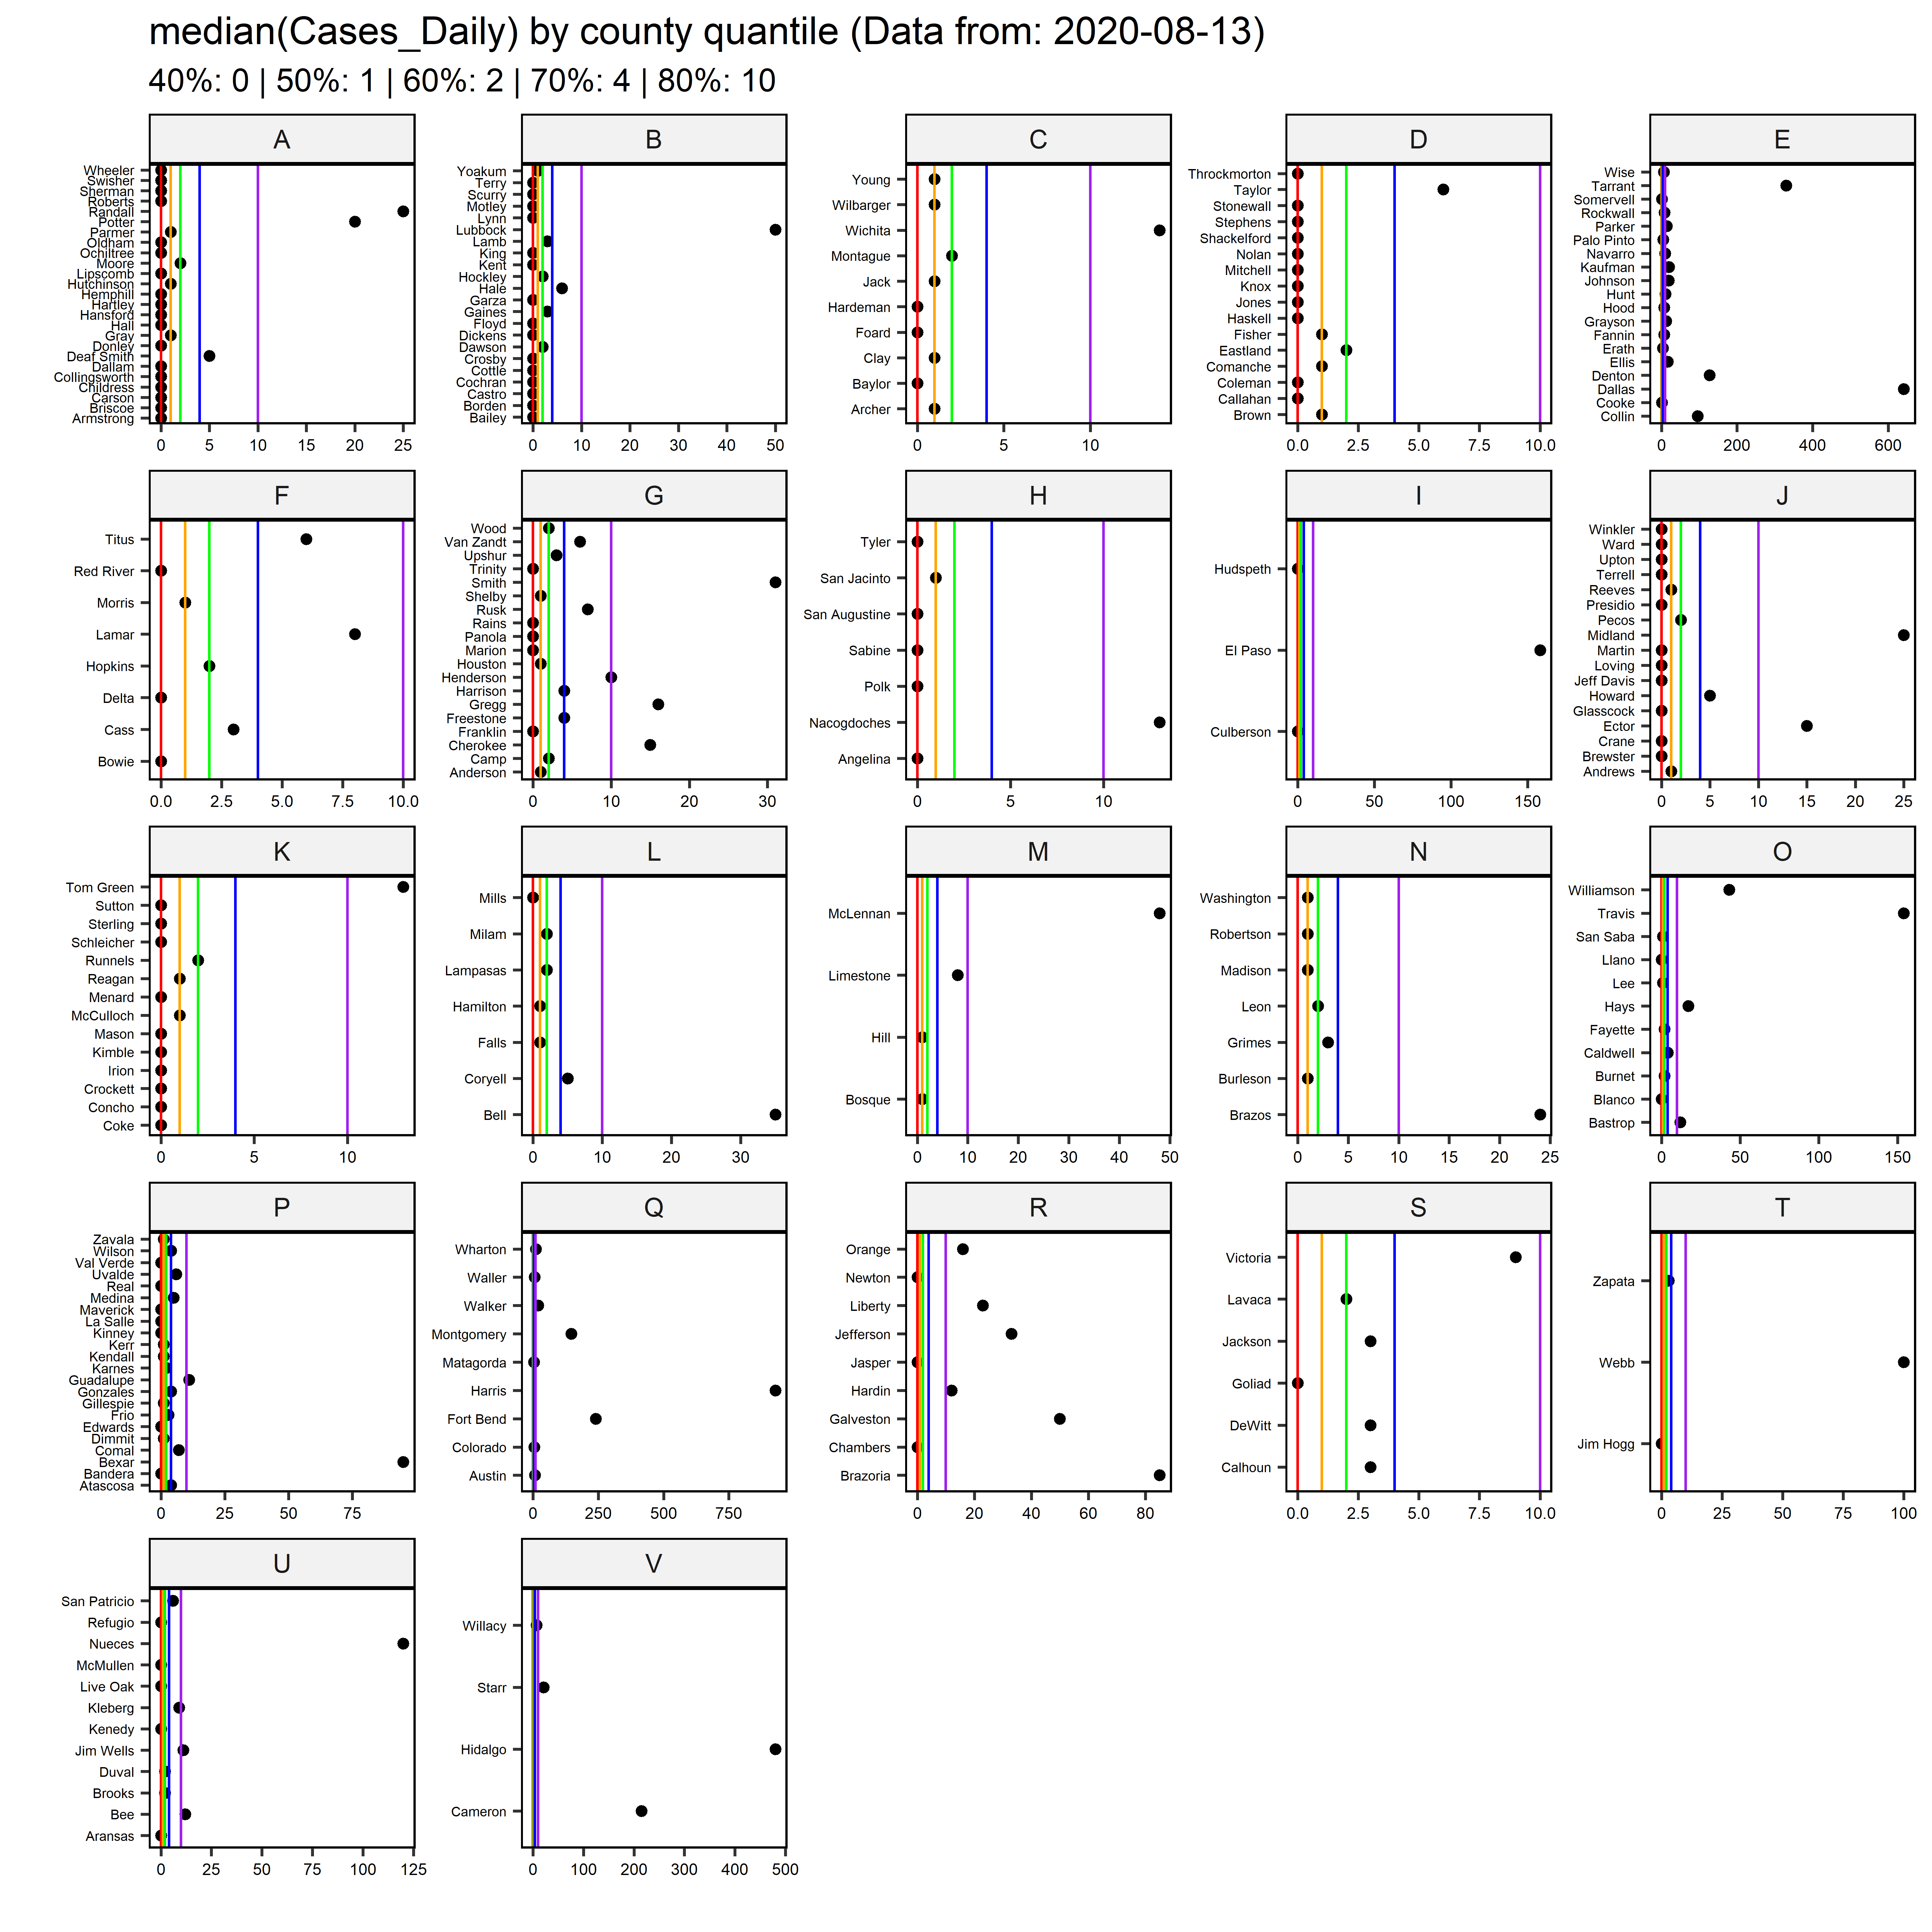 median(Cases_Daily) by county quantile (Data from: 2020-08-13)
40%: 0 | 50%: 1 | 60%: 2 | 70%: 4 | 80%: 10
A
Wheeler
Swisher
Sherman
Roberts
Randall
Potter
Parmer
Oldham
Ochiltree
Moore
Lipscomb
Hutchinson
Hemphill
Hartley
Hansford
Hall
Gray
Donley
Deaf Smith
Dallam
Collingsworth
Childress
Carson
Briscoe
Armstrong
0 5 10 15 20 25
B
Yoakum
Terry
Scurry
Motley
Lynn
Lubbock
Lamb
King
Kent
Hockley
Hale
Garza
Gaines
Floyd
Dickens
Dawson
Crosby
Cottle
Cochran
Castro
Borden
Bailey
0 10 20 30 40 50
C
Young
Wilbarger
Wichita
Montague
Jack
Hardeman
Foard
Clay
Baylor
Archer
0 5 10
D
Throckmorton
Taylor
Stonewall
Stephens
Shackelford
Nolan
Mitchell
Knox
Jones
Haskell
Fisher
Eastland
Comanche
Coleman
Callahan
Brown
0.0 2.5 5.0 7.5 10.0
E
Wise
Tarrant
Somervell
Rockwall
Parker
Palo Pinto
Navarro
Kaufman
Johnson
Hunt
Hood
Grayson
Fannin
Erath
Ellis
Denton
Dallas
Cooke
Collin
0 200 400 600
F
Titus
Red River
Morris
Lamar
Hopkins
Delta
Cass
Bowie
0.0 2.5 5.0 7.5 10.0
G
Wood
Van Zandt
Upshur
Trinity
Smith
Shelby
Rusk
Rains
Panola
Marion
Houston
Henderson
Harrison
Gregg
Freestone
Franklin
Cherokee
Camp
Anderson
0 10 20 30
H
Tyler
San Jacinto
San Augustine
Sabine
Polk
Nacogdoches
Angelina
0 5 10
I
Hudspeth
El Paso
Culberson
0 50 100 150
J
Winkler
Ward
Upton
Terrell
Reeves
Presidio
Pecos
Midland
Martin
Loving
Jeff Davis
Howard
Glasscock
Ector
Crane
Brewster
Andrews
0 5 10 15 20 25
K
Tom Green
Sutton
Sterling
Schleicher
Runnels
Reagan
Menard
McCulloch
Mason
Kimble
Irion
Crockett
Concho
Coke
0 5 10
L
Mills
Milam
Lampasas
Hamilton
Falls
Coryell
Bell
0 10 20 30
M
McLennan
Limestone
Hill
Bosque
0 10 20 30 40 50
N
Washington
Robertson
Madison
Leon
Grimes
Burleson
Brazos
0 5 10 15 20 25
O
Williamson
Travis
San Saba
Llano
Lee
Hays
Fayette
Caldwell
Burnet
Blanco
Bastrop
0 50 100 150
P
Zavala
Wilson
Val Verde
Uvalde
Real
Medina
Maverick
La Salle
Kinney
Kerr
Kendall
Karnes
Guadalupe
Gonzales
Gillespie
Frio
Edwards
Dimmit
Comal
Bexar
Bandera
Atascosa
0 25 50 75
Q
Wharton
Waller
Walker
Montgomery
Matagorda
Harris
Fort Bend
Colorado
Austin
0 250 500 750
R
Orange
Newton
Liberty
Jefferson
Jasper
Hardin
Galveston
Chambers
Brazoria
0 20 40 60 80
S
Victoria
Lavaca
Jackson
Goliad
DeWitt
Calhoun
0.0 2.5 5.0 7.5 10.0
T
Zapata
Webb
Jim Hogg
0 25 50 75 100
U
San Patricio
Refugio
Nueces
McMullen
Live Oak
Kleberg
Kenedy
Jim Wells
Duval
Brooks
Bee
Aransas
0 25 50 75 100 125
V
Willacy
Starr
Hidalgo
Cameron
0 100 200 300 400 500